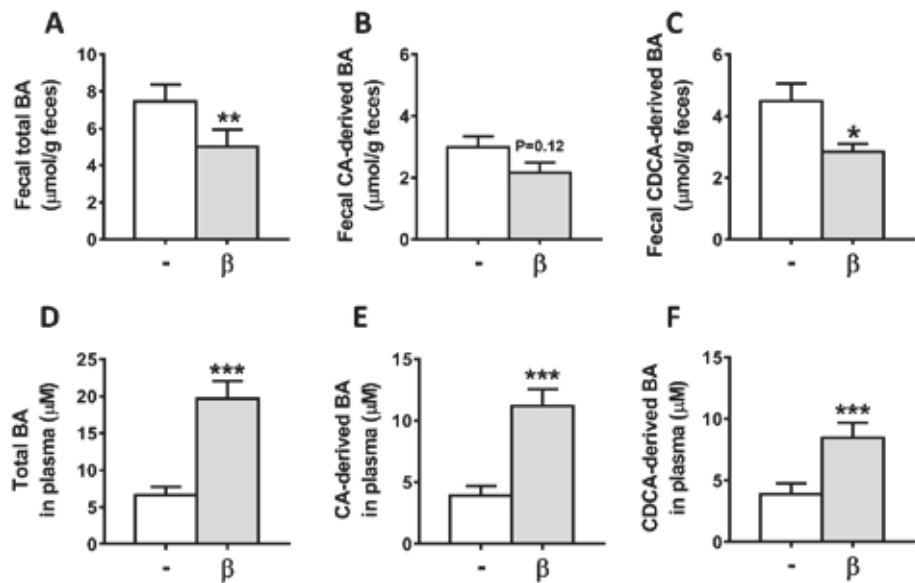 A
Fecal total BA
(μmol/g feces)
10
8
6
4
2
0
**
-
β
B
Fecal CA-derived BA
(μmol/g feces)
6
4
2
0
P=0.12
-
β
C
Fecal CDCA-derived BA
(μmol/g feces)
6
4
2
0
*
-
β
D
Total BA
in plasma (μM)
25
20
15
10
5
0
***
-
β
E
CA-derived BA
in plasma (μM)
15
10
5
0
***
-
β
F
CDCA-derived BA
in plasma (μM)
15
10
5
0
***
-
β